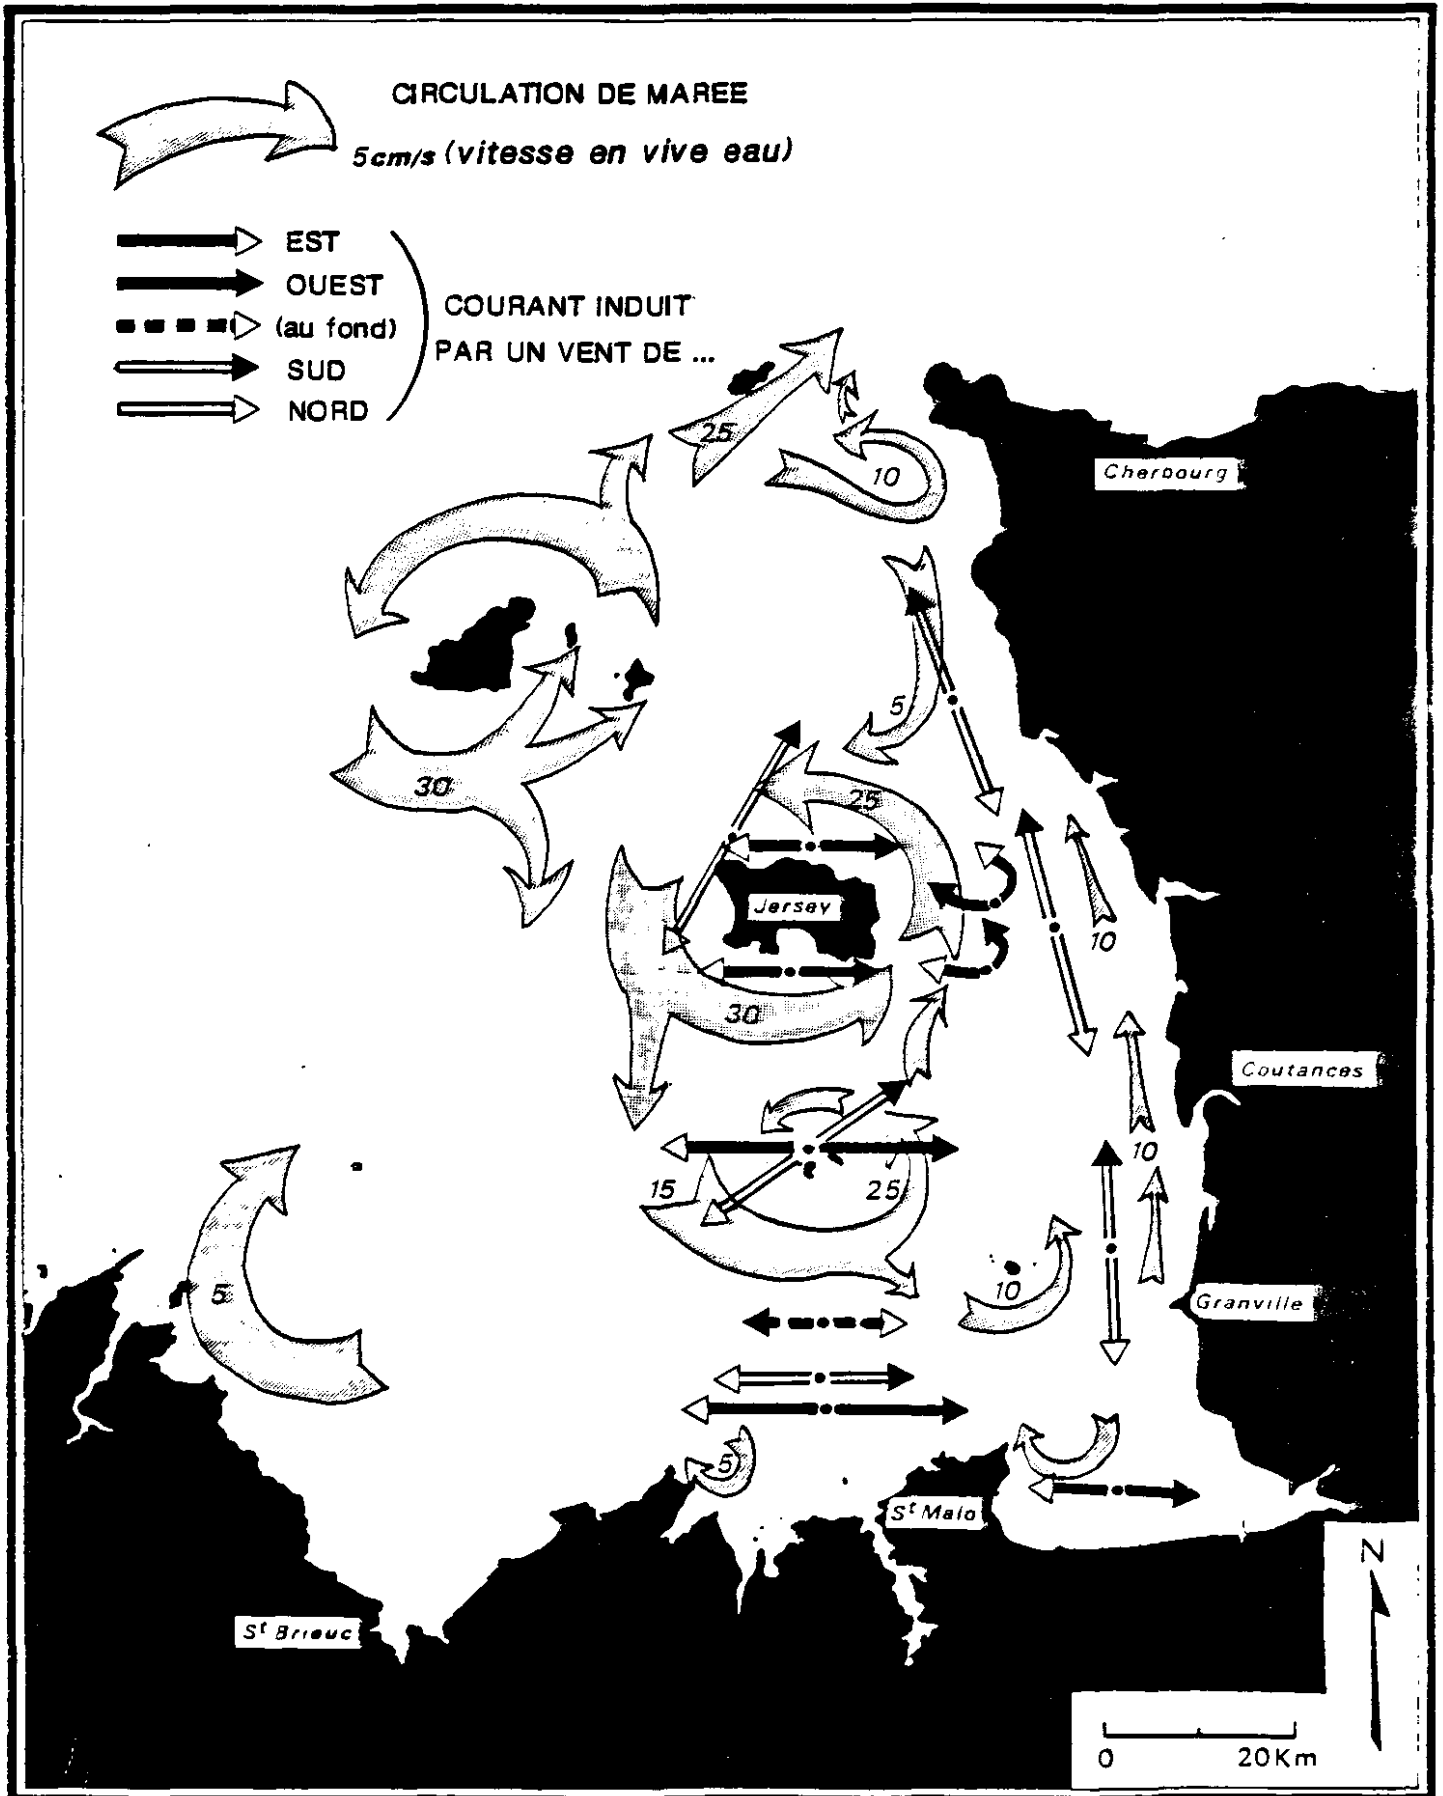 CIRCULATION DE MAREE
5cm/s (vitesse en vive eau)
EST
OUEST
(au fond)
SUD
NORD
COURANT INDUIT
PAR UN VENT DE ...
25
10
Cherbourg
5
30
25
Jersey
10
30
Coutances
10
15
25
5
10
Granville
5
St Malo
N
St Brieuc
0
20Km